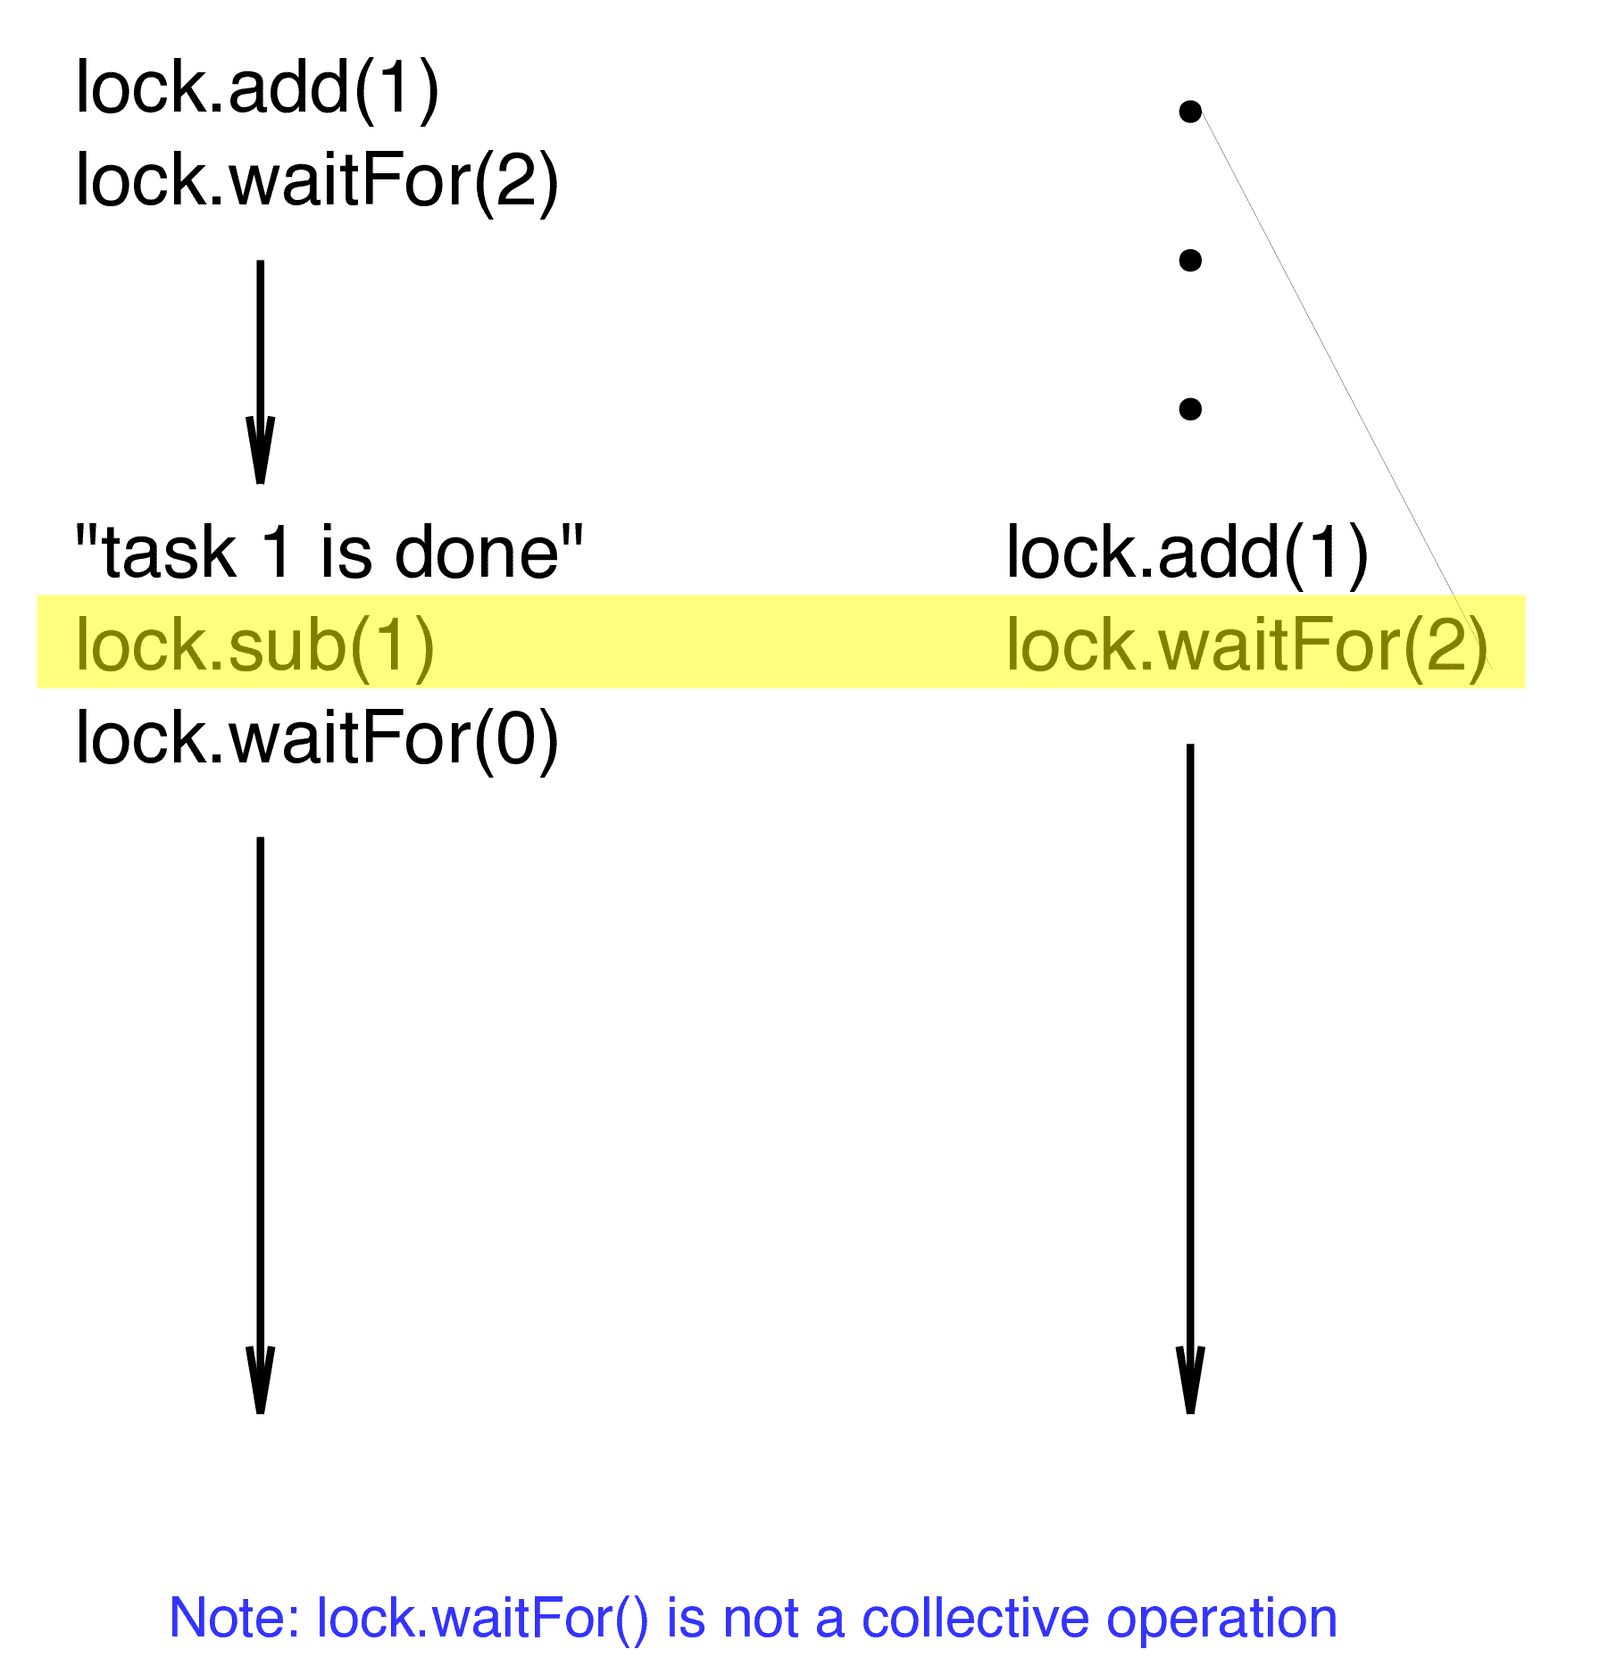 lock.add(1)
lock.waitFor(2)
"task 1 is done"
lock.sub(1)
lock.waitFor(0)
lock.add(1)
lock.waitFor(2)
Note: lock.waitFor() is not a collective operation